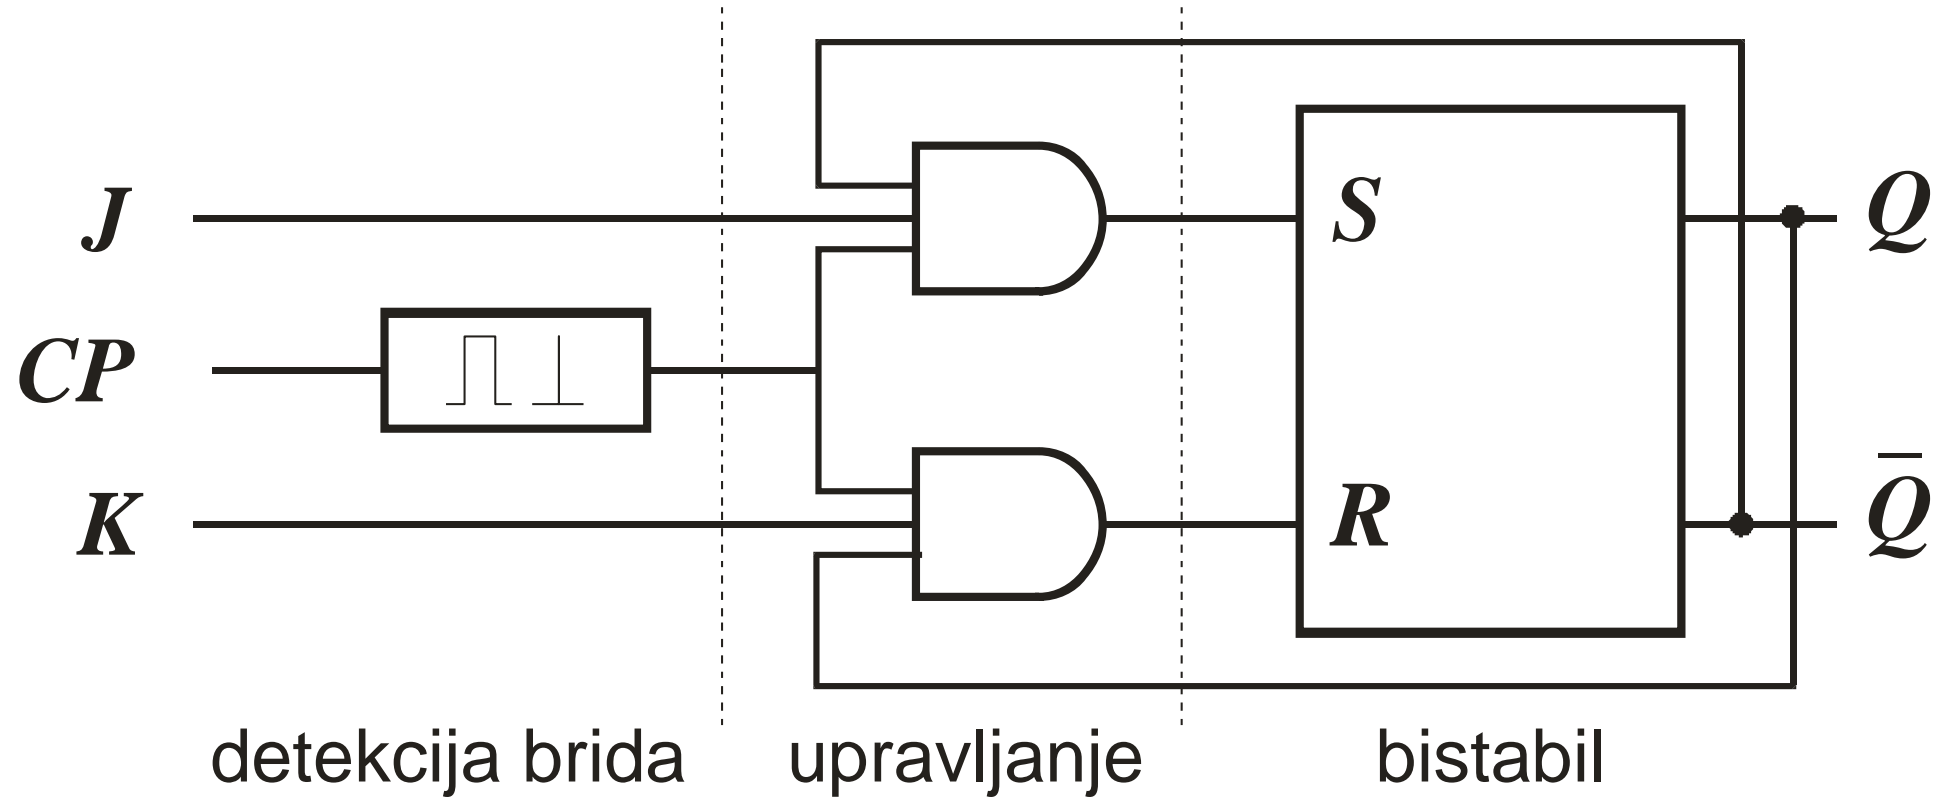 J
S
Q
CP
K
R
Q̅
detekcija brida
upravljanje
bistabil